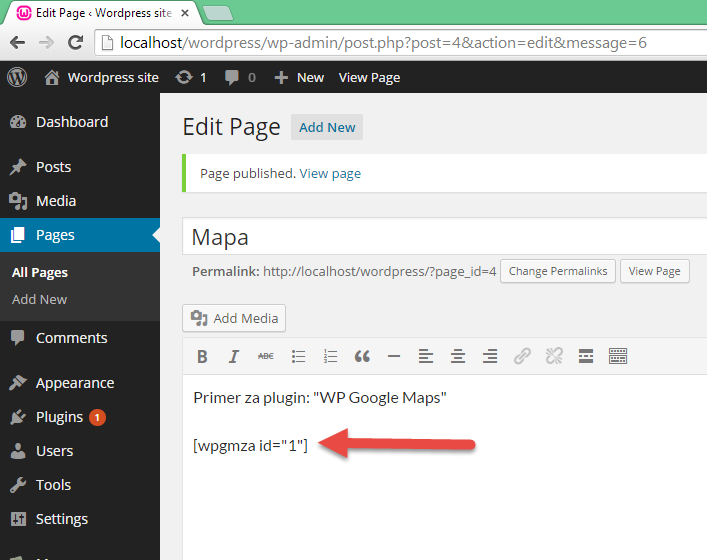 Edit Page ‹ Wordpress site
localhost/wordpress/wp-admin/post.php?post=4&action=edit&message=6
Wordpress site 1 0 New View Page
Dashboard
Posts
Media
Pages
All Pages
Add New
Comments
Appearance
Plugins 1
Users
Tools
Settings
Edit Page Add New
Page published. View page
Mapa
Permalink: http://localhost/wordpress/?page_id=4 Change Permalinks View Page
Add Media
B I ABC
Primer za plugin: "WP Google Maps"
[wpgmza id="1"]